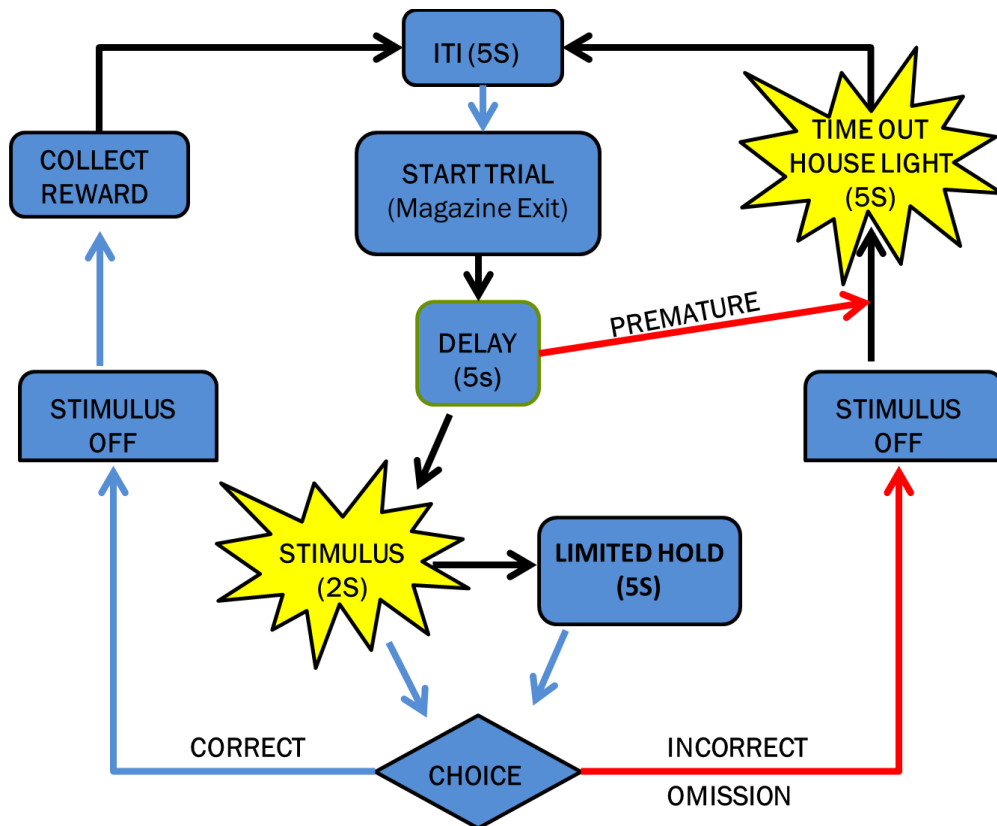 ITI (5S)
COLLECT
REWARD
START TRIAL
(Magazine Exit)
TIME OUT
HOUSE LIGHT
(5S)
DELAY
(5s)
PREMATURE
STIMULUS
OFF
STIMULUS
OFF
STIMULUS
(2S)
LIMITED HOLD
(5S)
CORRECT
CHOICE
INCORRECT
OMISSION